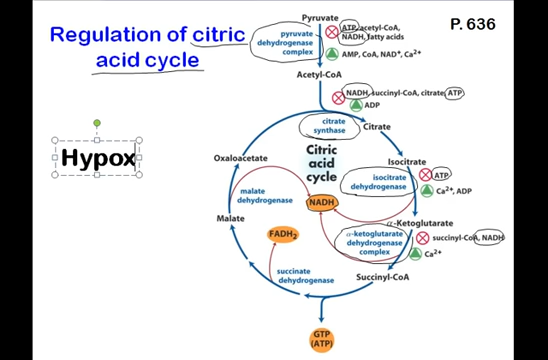 Regulation of citric
acid cycle
P. 636
Hypox
Pyruvate
pyruvate
dehydrogenase
complex
ATP, acetyl-CoA,
NADH, fatty acids
AMP, CoA, NAD⁺, Ca²⁺
Acetyl-CoA
NADH, succinyl-CoA, citrate, ATP
ADP
citrate
synthase
Citrate
Citric
acid
cycle
Oxaloacetate
Isocitrate
isocitrate
dehydrogenase
ATP
Ca²⁺, ADP
malate
dehydrogenase
NADH
Malate
α-Ketoglutarate
FADH₂
α-ketoglutarate
dehydrogenase
complex
succinyl-CoA, NADH
Ca²⁺
succinate
dehydrogenase
Succinyl-CoA
GTP
(ATP)